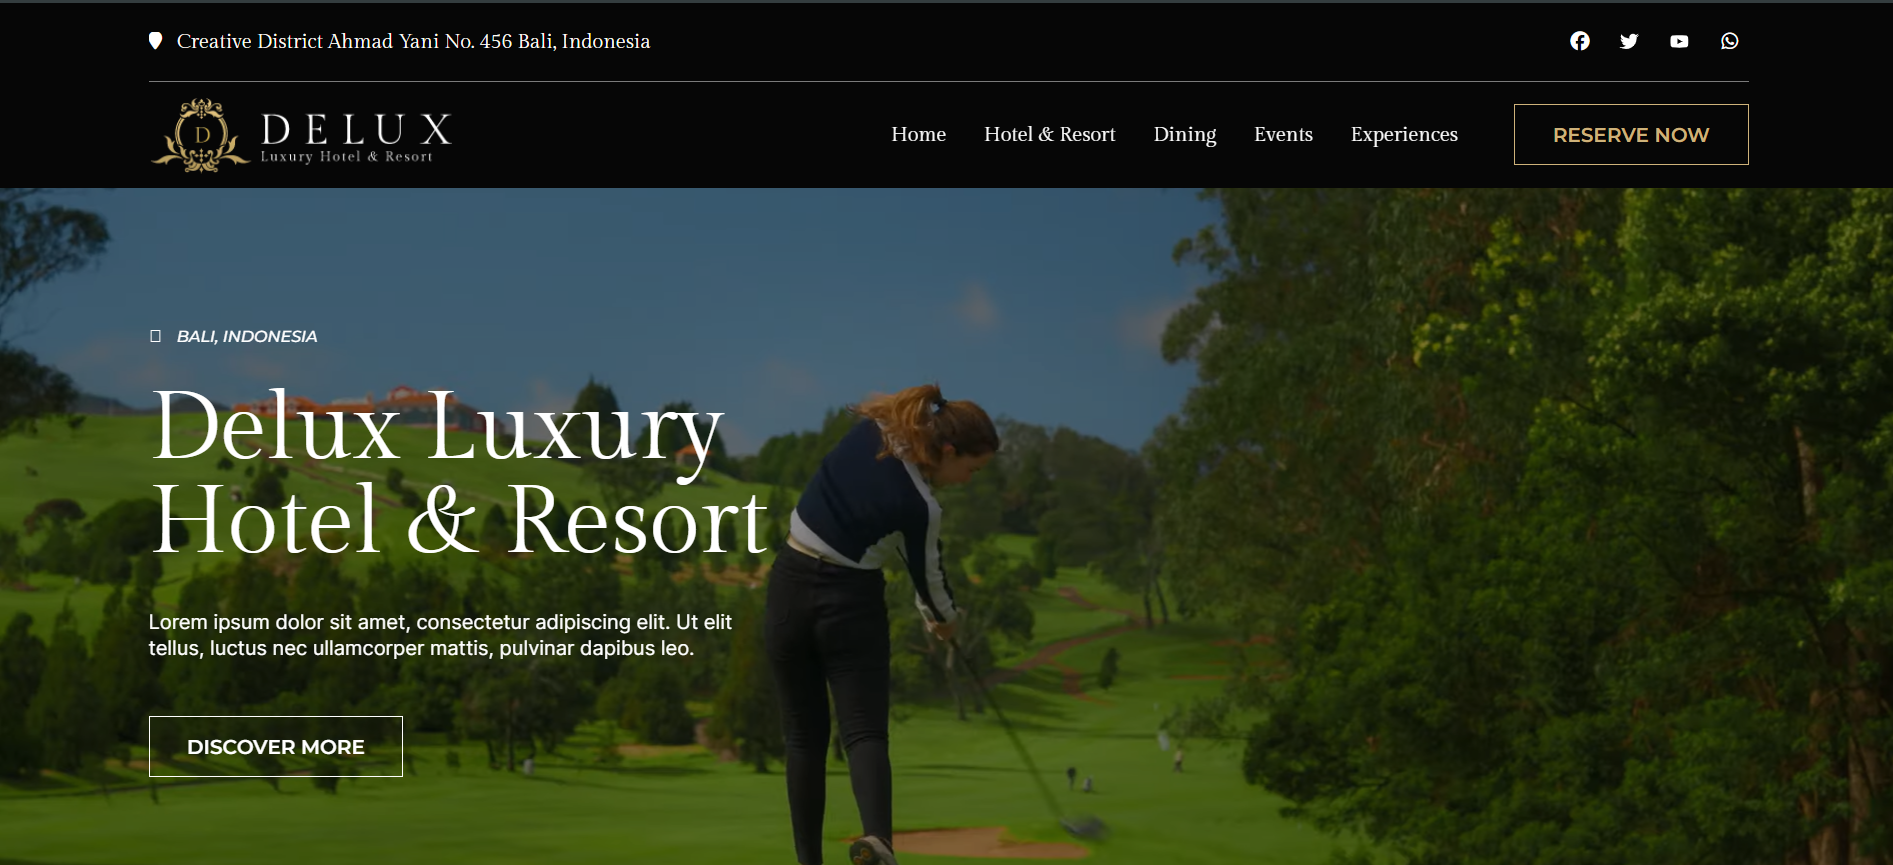 Creative District Ahmad Yani No. 456 Bali, Indonesia
D
DELUX
Luxury Hotel & Resort
Home Hotel & Resort Dining Events Experiences
RESERVE NOW
BALI, INDONESIA
Delux Luxury
Hotel & Resort
Lorem ipsum dolor sit amet, consectetur adipiscing elit. Ut elit
tellus, luctus nec ullamcorper mattis, pulvinar dapibus leo.
DISCOVER MORE